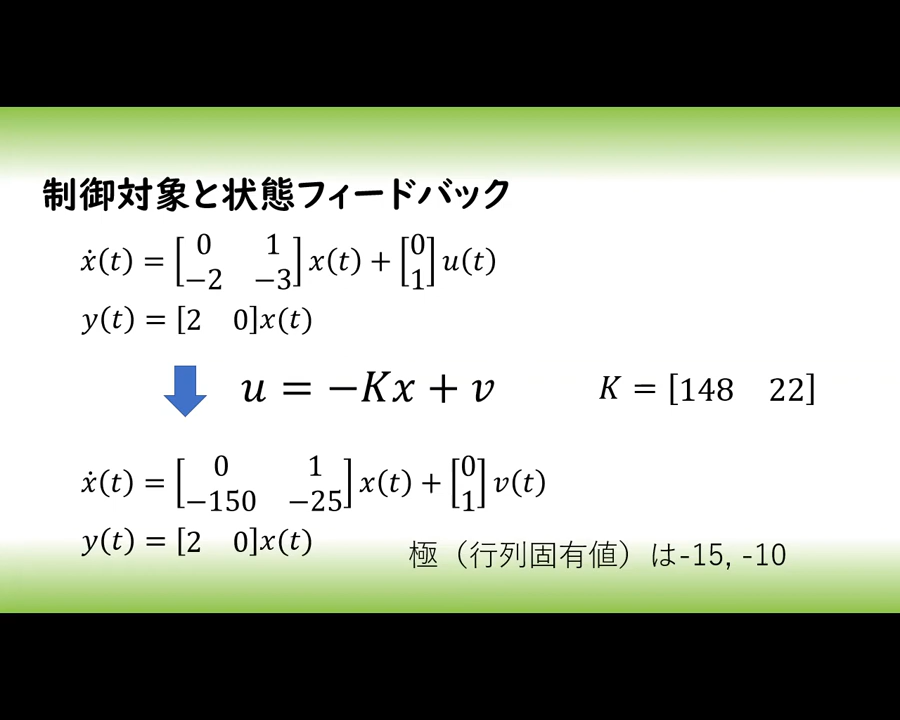 制御対象と状態フィードバック
ẋ(t) = [0 1; −2 −3] x(t) + [0; 1] u(t)
y(t) = [2 0]x(t)
u = −Kx + v K = [148 22]
ẋ(t) = [0 1; −150 −25] x(t) + [0; 1] v(t)
y(t) = [2 0]x(t)
極（行列固有値）は-15, -10